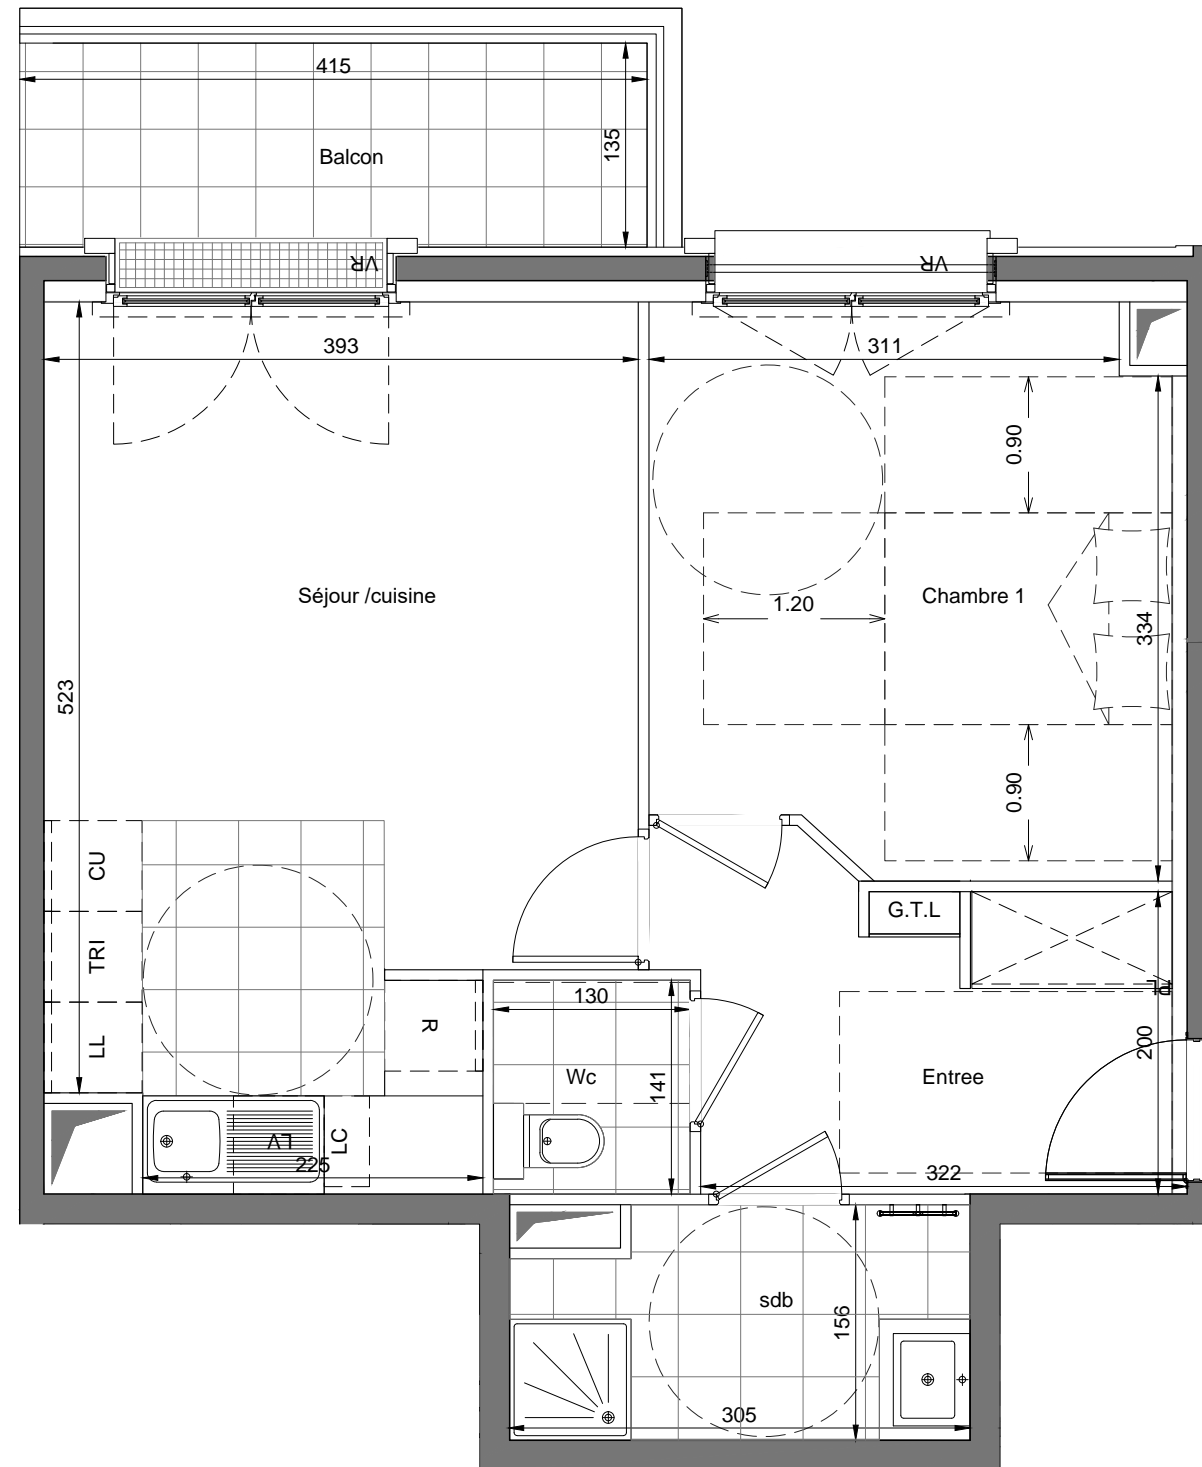 415
135
Balcon
VR
VR
393
311
0.90
Séjour /cuisine
1.20
Chambre 1
334
523
0.90
CU
G.T.L
TRI
130
R
LL
200
Wc
141
Entree
LV
LC
225
322
sdb
156
305